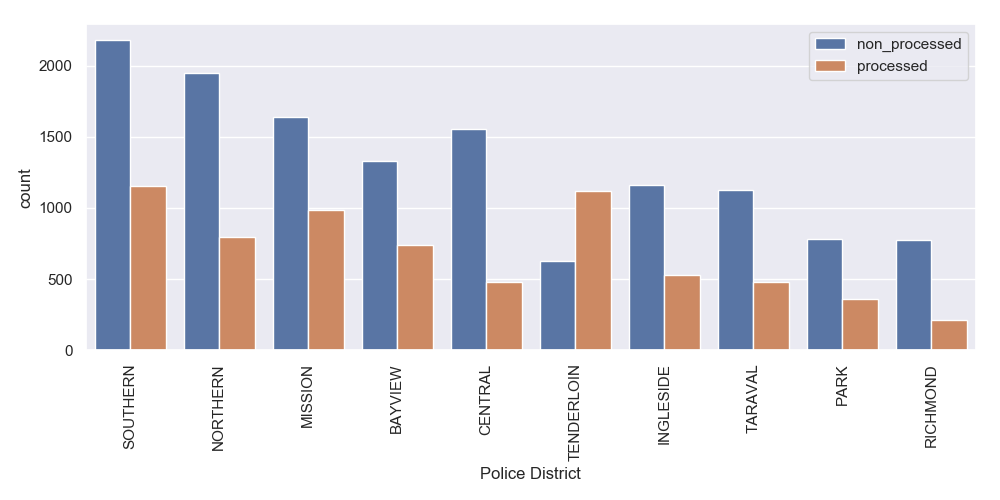 non_processed
processed
2000
1500
1000
500
0
count
SOUTHERN
NORTHERN
MISSION
BAYVIEW
CENTRAL
TENDERLOIN
INGLESIDE
TARAVAL
PARK
RICHMOND
Police District